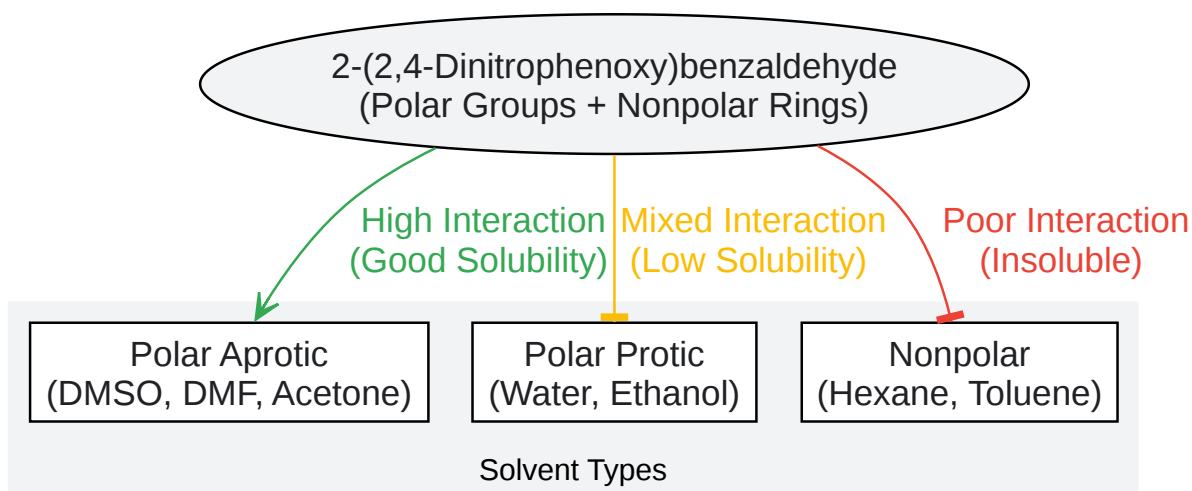 2-(2,4-Dinitrophenoxy)benzaldehyde
(Polar Groups + Nonpolar Rings)
High Interaction
(Good Solubility)
Mixed Interaction
(Low Solubility)
Poor Interaction
(Insoluble)
Polar Aprotic
(DMSO, DMF, Acetone)
Polar Protic
(Water, Ethanol)
Nonpolar
(Hexane, Toluene)
Solvent Types